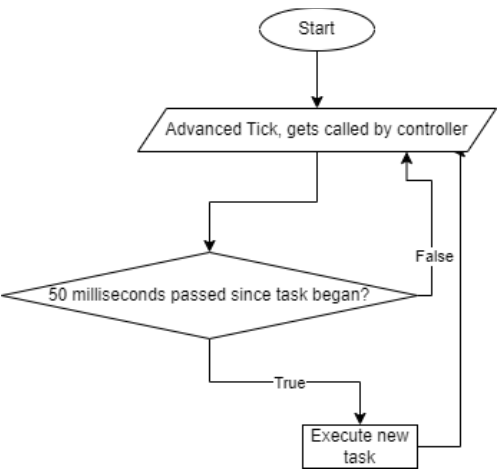 Start
Advanced Tick, gets called by controller
False
50 milliseconds passed since task began?
True
Execute new
task